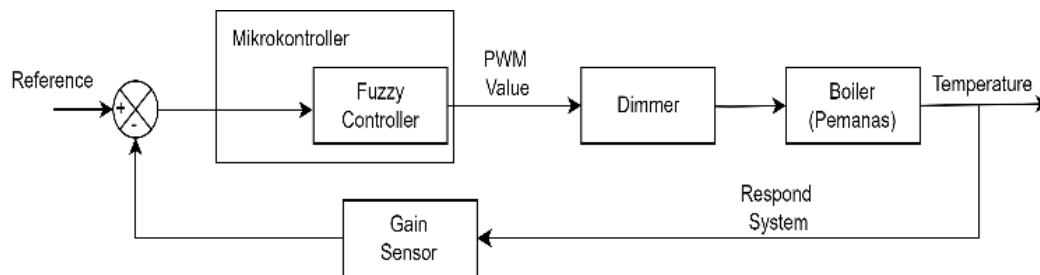 Mikrokontroller
Reference
+
-
Fuzzy
Controller
PWM
Value
Dimmer
Boiler
(Pemanas)
Temperature
Respond
System
Gain
Sensor